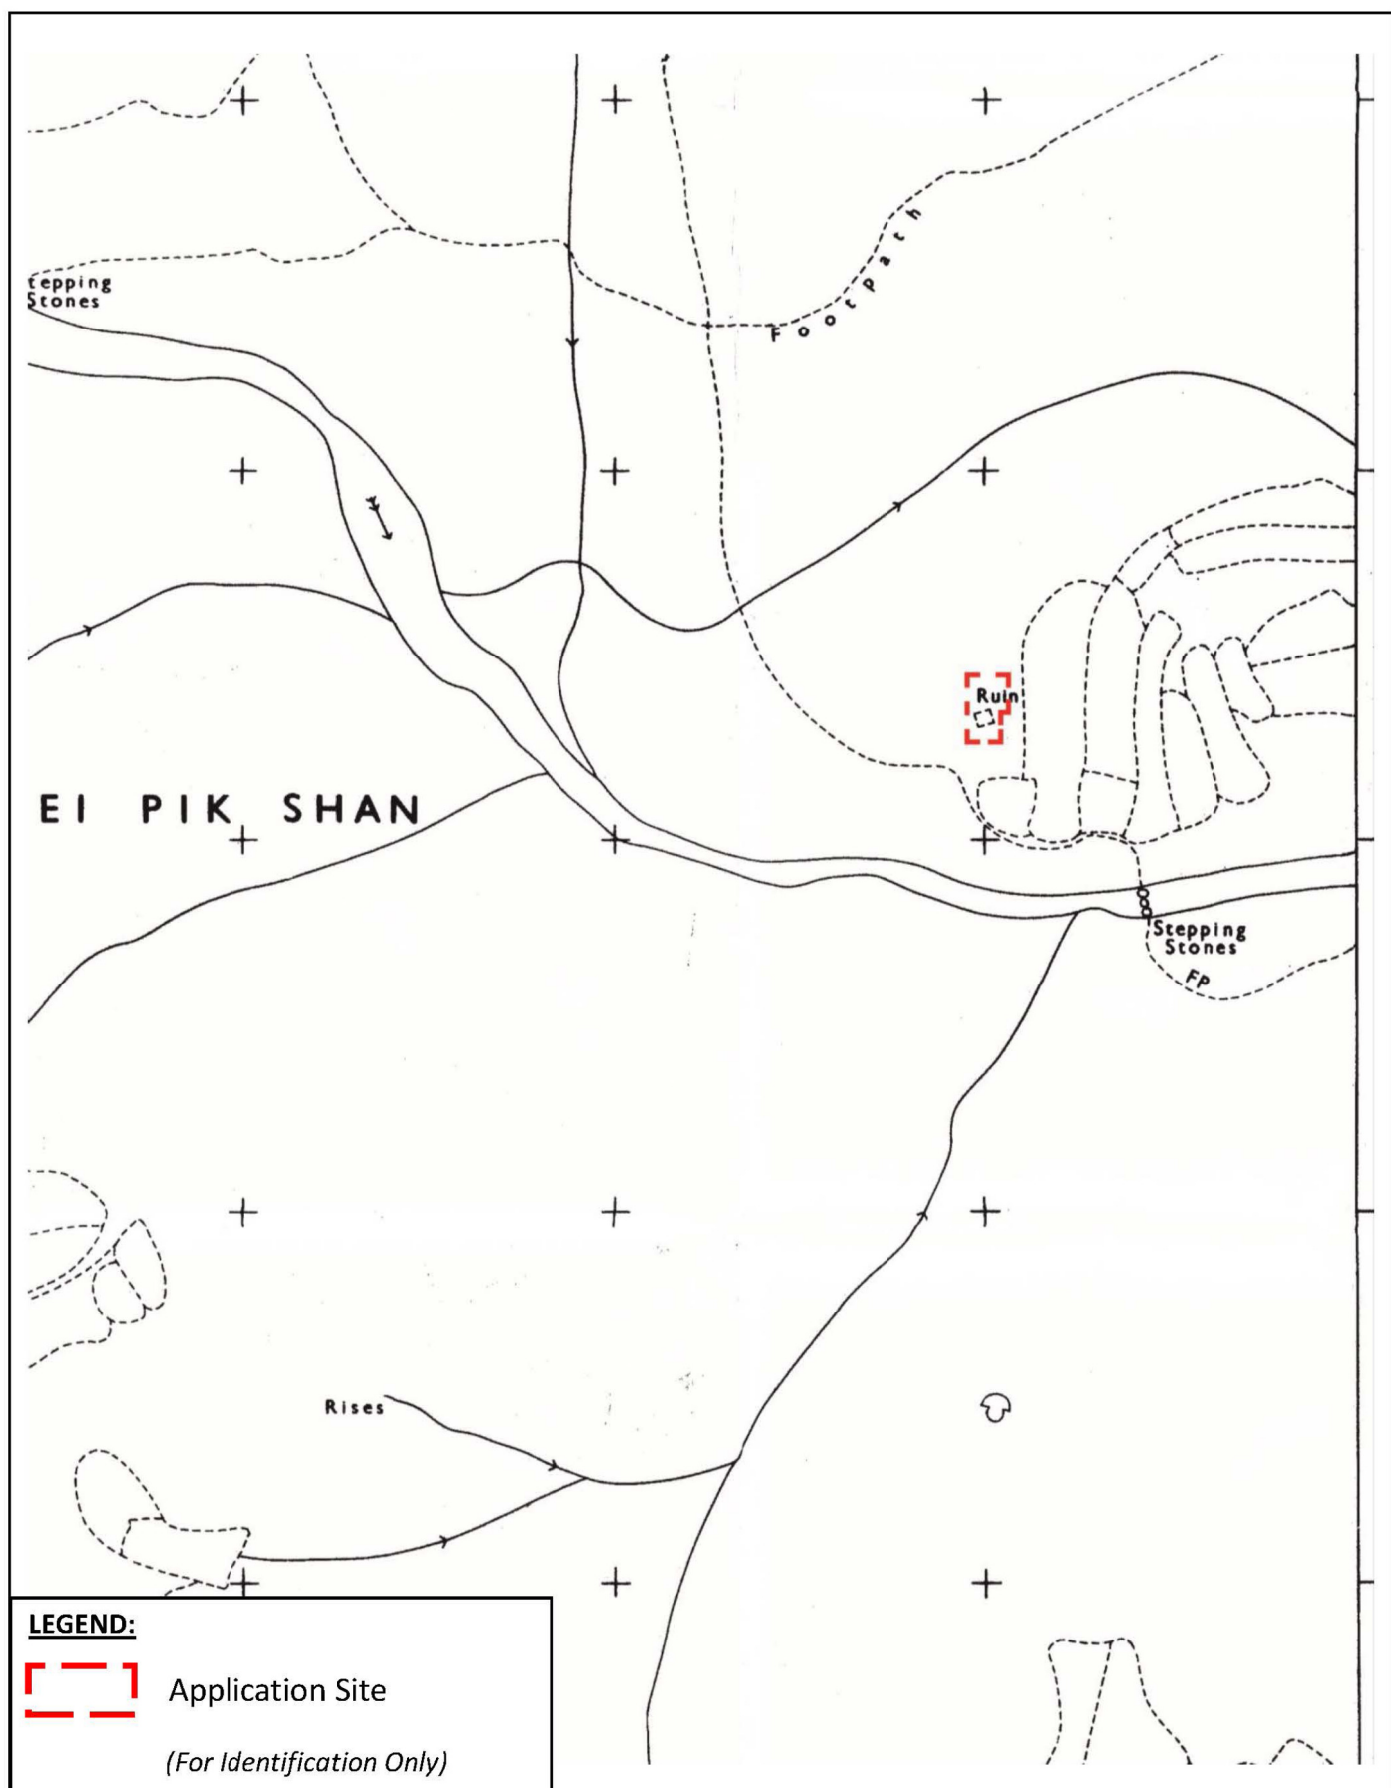 Footpath
tepping
Stones
Ruin
EI PIK SHAN
Stepping
Stones
FP
Rises
LEGEND:
Application Site
(For Identification Only)